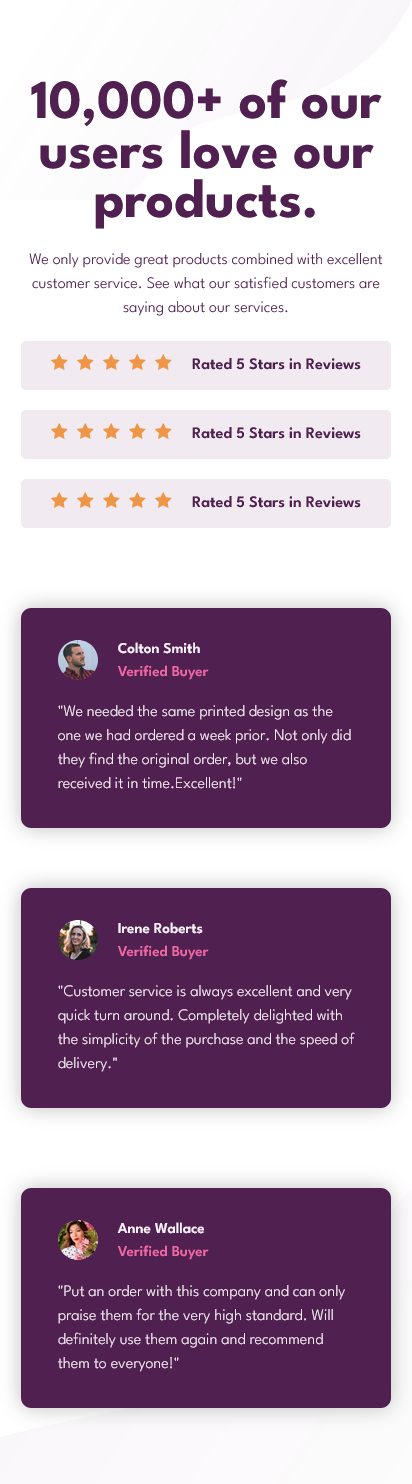 10,000+ of our
users love our
products.
We only provide great products combined with excellent
customer service. See what our satisfied customers are
saying about our services.
Rated 5 Stars in Reviews
Rated 5 Stars in Reviews
Rated 5 Stars in Reviews
Colton Smith
Verified Buyer
"We needed the same printed design as the
one we had ordered a week prior. Not only did
they find the original order, but we also
received it in time.Excellent!"
Irene Roberts
Verified Buyer
"Customer service is always excellent and very
quick turn around. Completely delighted with
the simplicity of the purchase and the speed of
delivery."
Anne Wallace
Verified Buyer
"Put an order with this company and can only
praise them for the very high standard. Will
definitely use them again and recommend
them to everyone!"